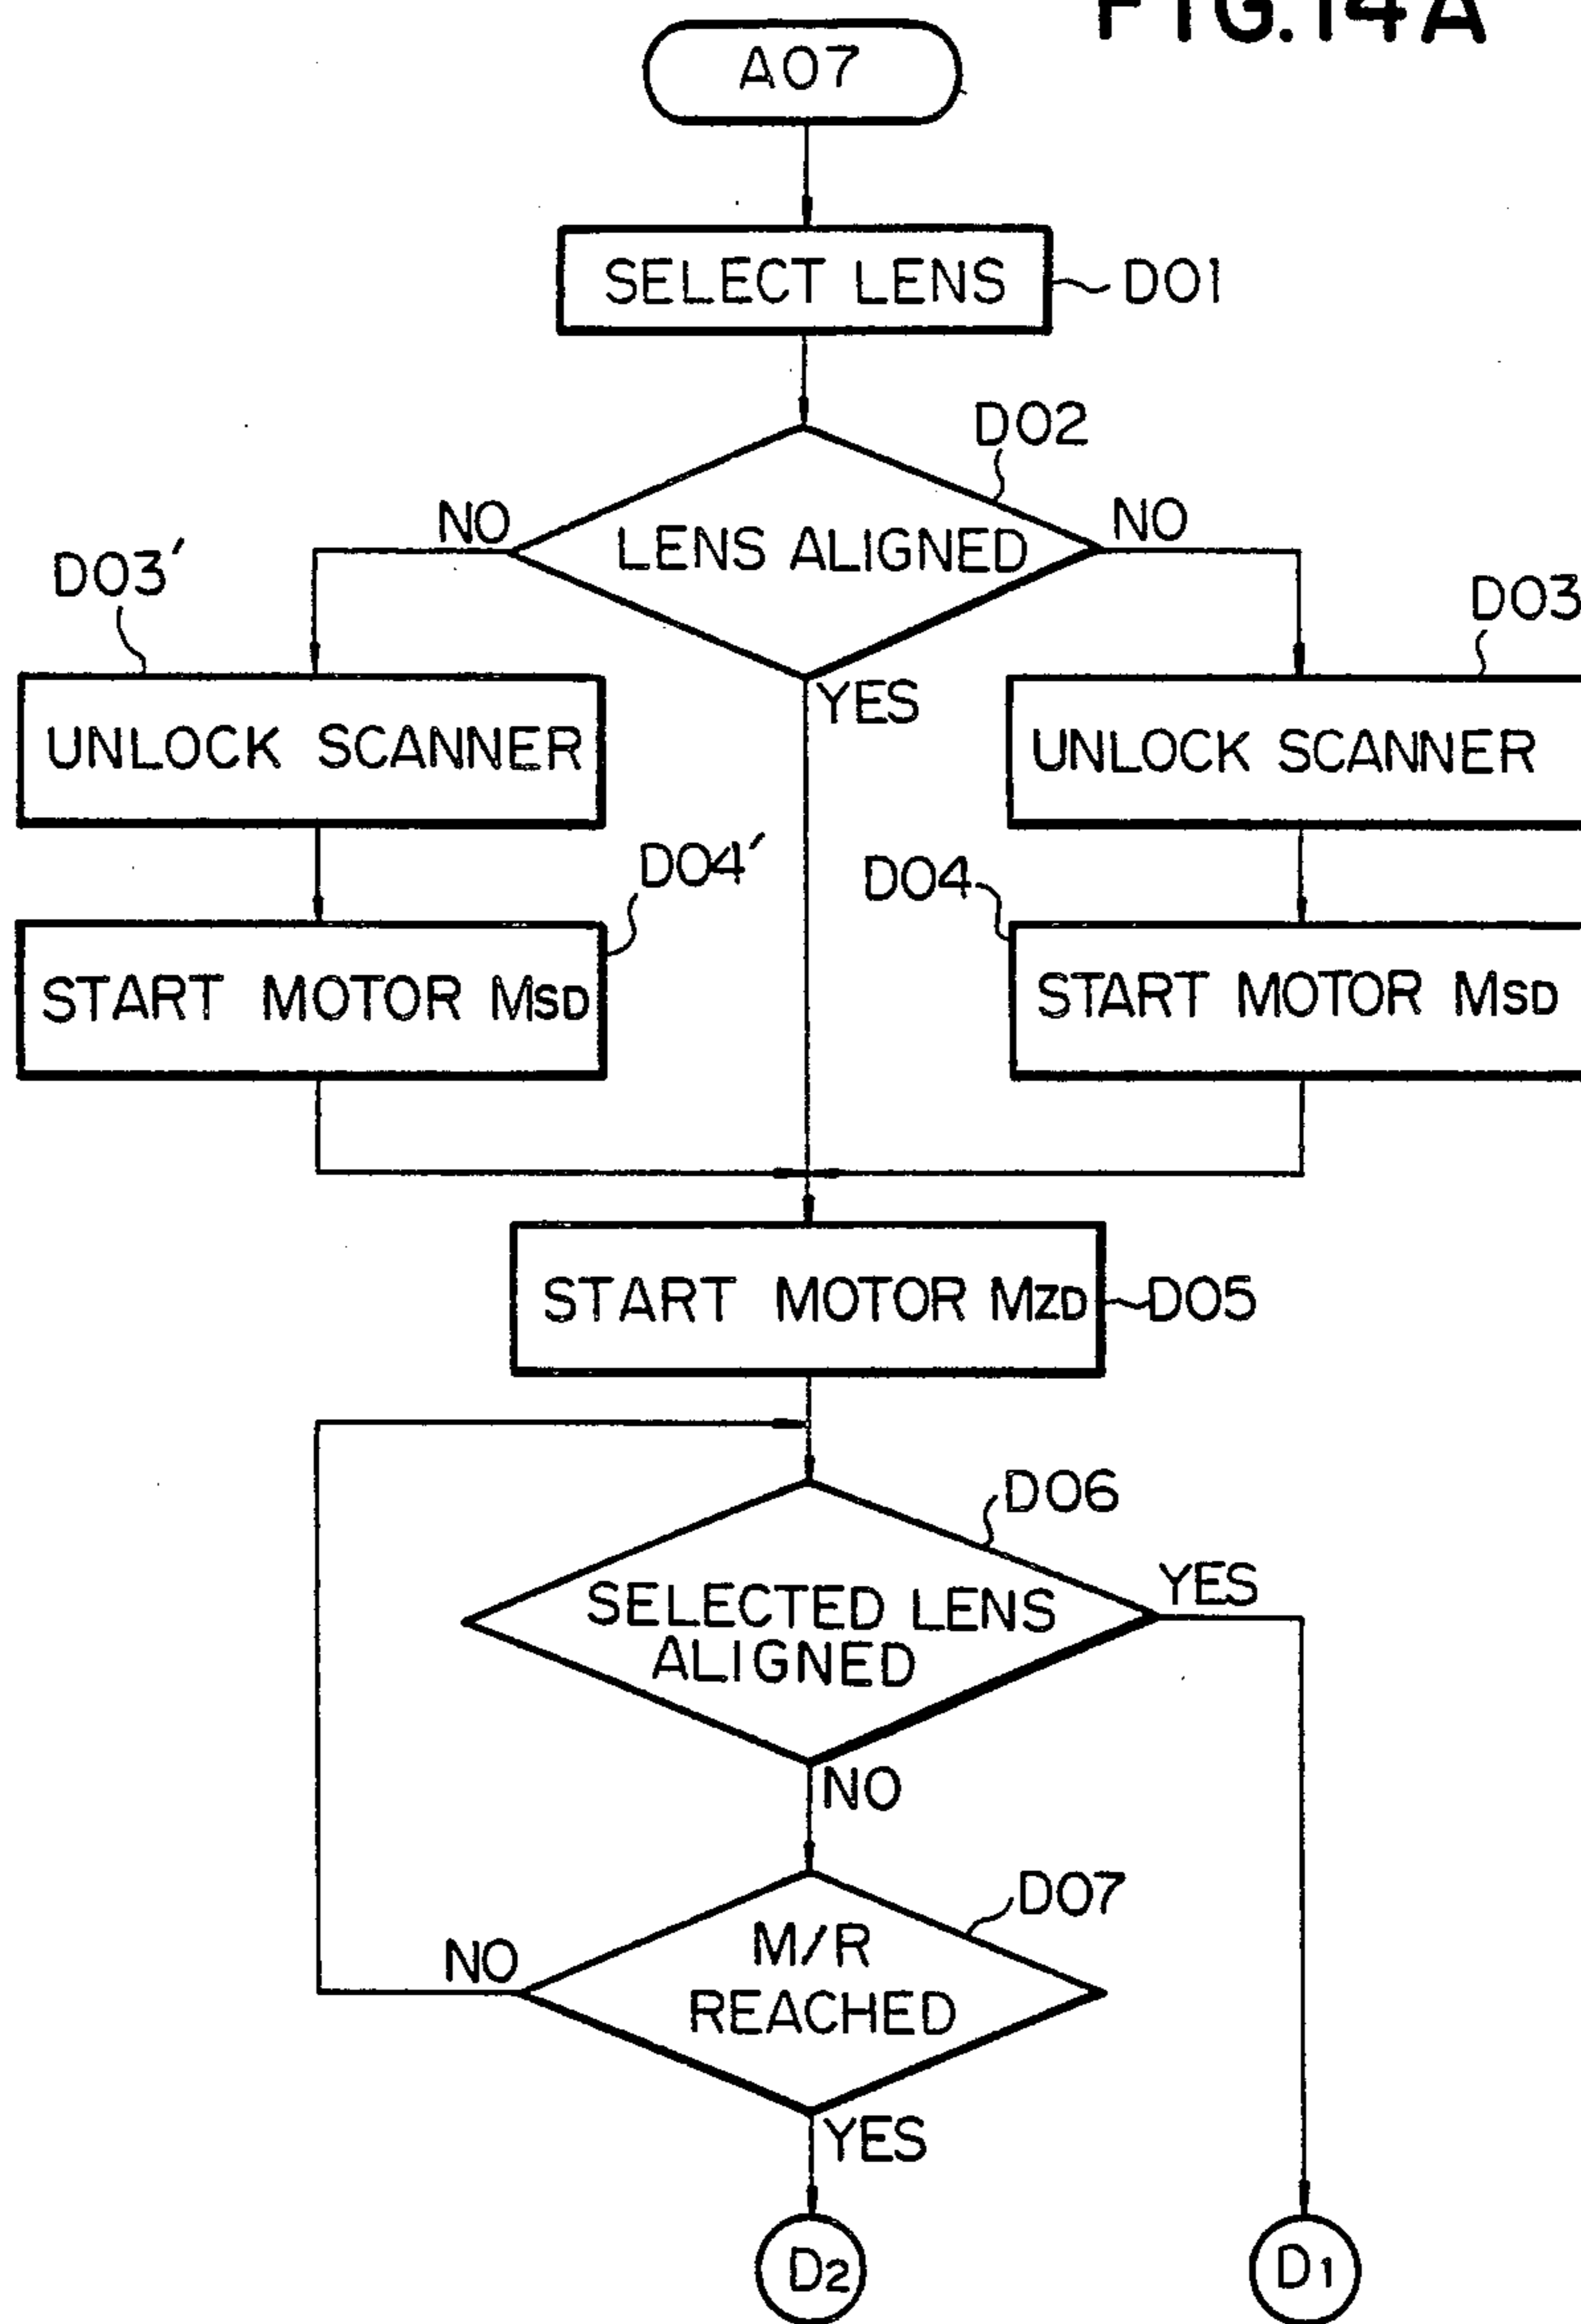 FIG.14A
A07
SELECT LENS
D01
D02
NO
LENS ALIGNED
NO
D03'
D03
YES
UNLOCK SCANNER
UNLOCK SCANNER
D04'
D04
START MOTOR MSD
START MOTOR MSD
START MOTOR MZD
D05
D06
YES
SELECTED LENS
ALIGNED
NO
D07
M/R
NO
REACHED
YES
D2
D1